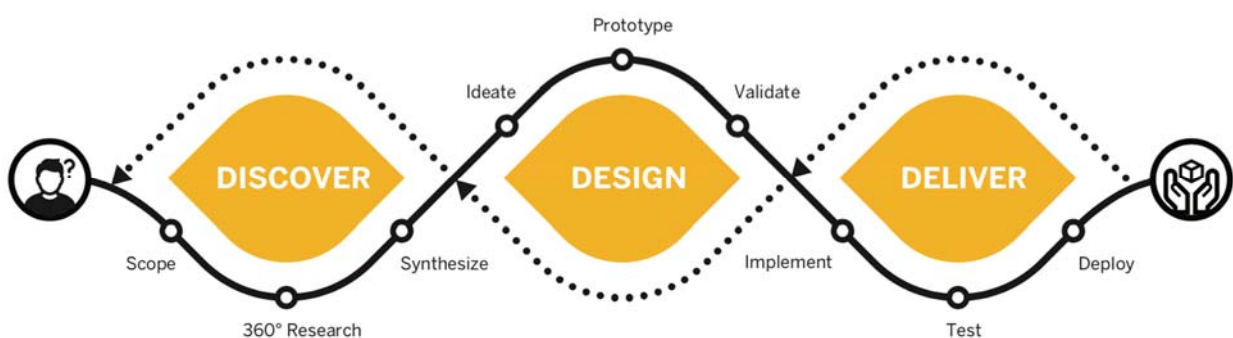 Prototype
Ideate
Validate
DISCOVER
DESIGN
DELIVER
?
Scope
Synthesize
Implement
Deploy
360° Research
Test